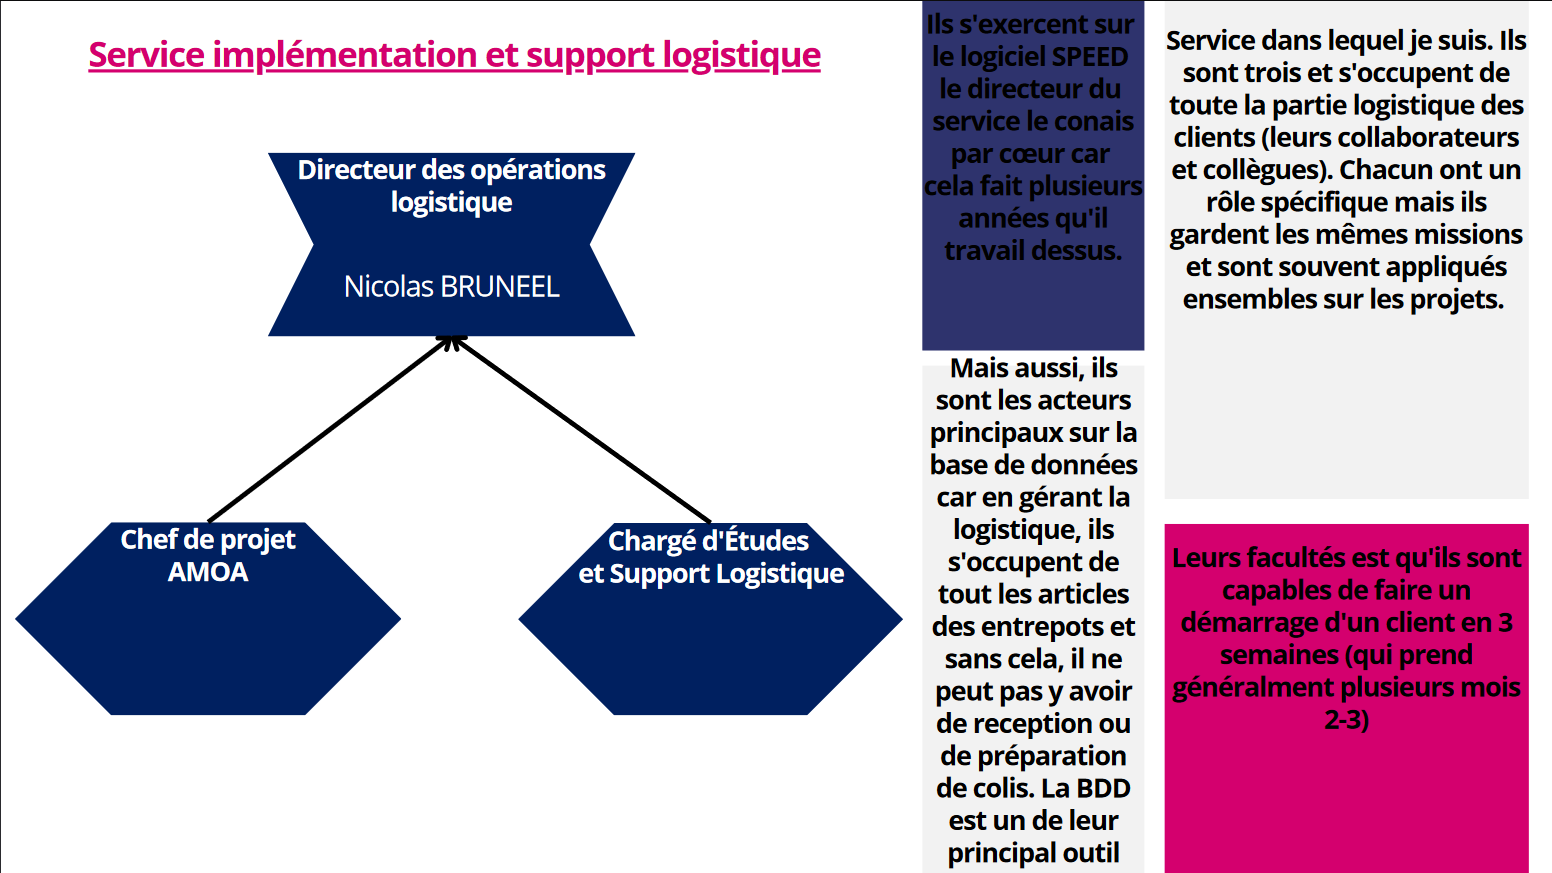 Service implémentation et support logistique
Directeur des opérations
logistique
Nicolas BRUNEEL
Chef de projet
AMOA
Chargé d'Études
et Support Logistique
Ils s'exercent sur
le logiciel SPEED
le directeur du
service le conais
par cœur car
cela fait plusieurs
années qu'il
travail dessus.
Mais aussi, ils
sont les acteurs
principaux sur la
base de données
car en gérant la
logistique, ils
s'occupent de
tout les articles
des entrepots et
sans cela, il ne
peut pas y avoir
de reception ou
de préparation
de colis. La BDD
est un de leur
principal outil
Service dans lequel je suis. Ils
sont trois et s'occupent de
toute la partie logistique des
clients (leurs collaborateurs
et collègues). Chacun ont un
rôle spécifique mais ils
gardent les mêmes missions
et sont souvent appliqués
ensembles sur les projets.
Leurs facultés est qu'ils sont
capables de faire un
démarrage d'un client en 3
semaines (qui prend
généralment plusieurs mois
2-3)